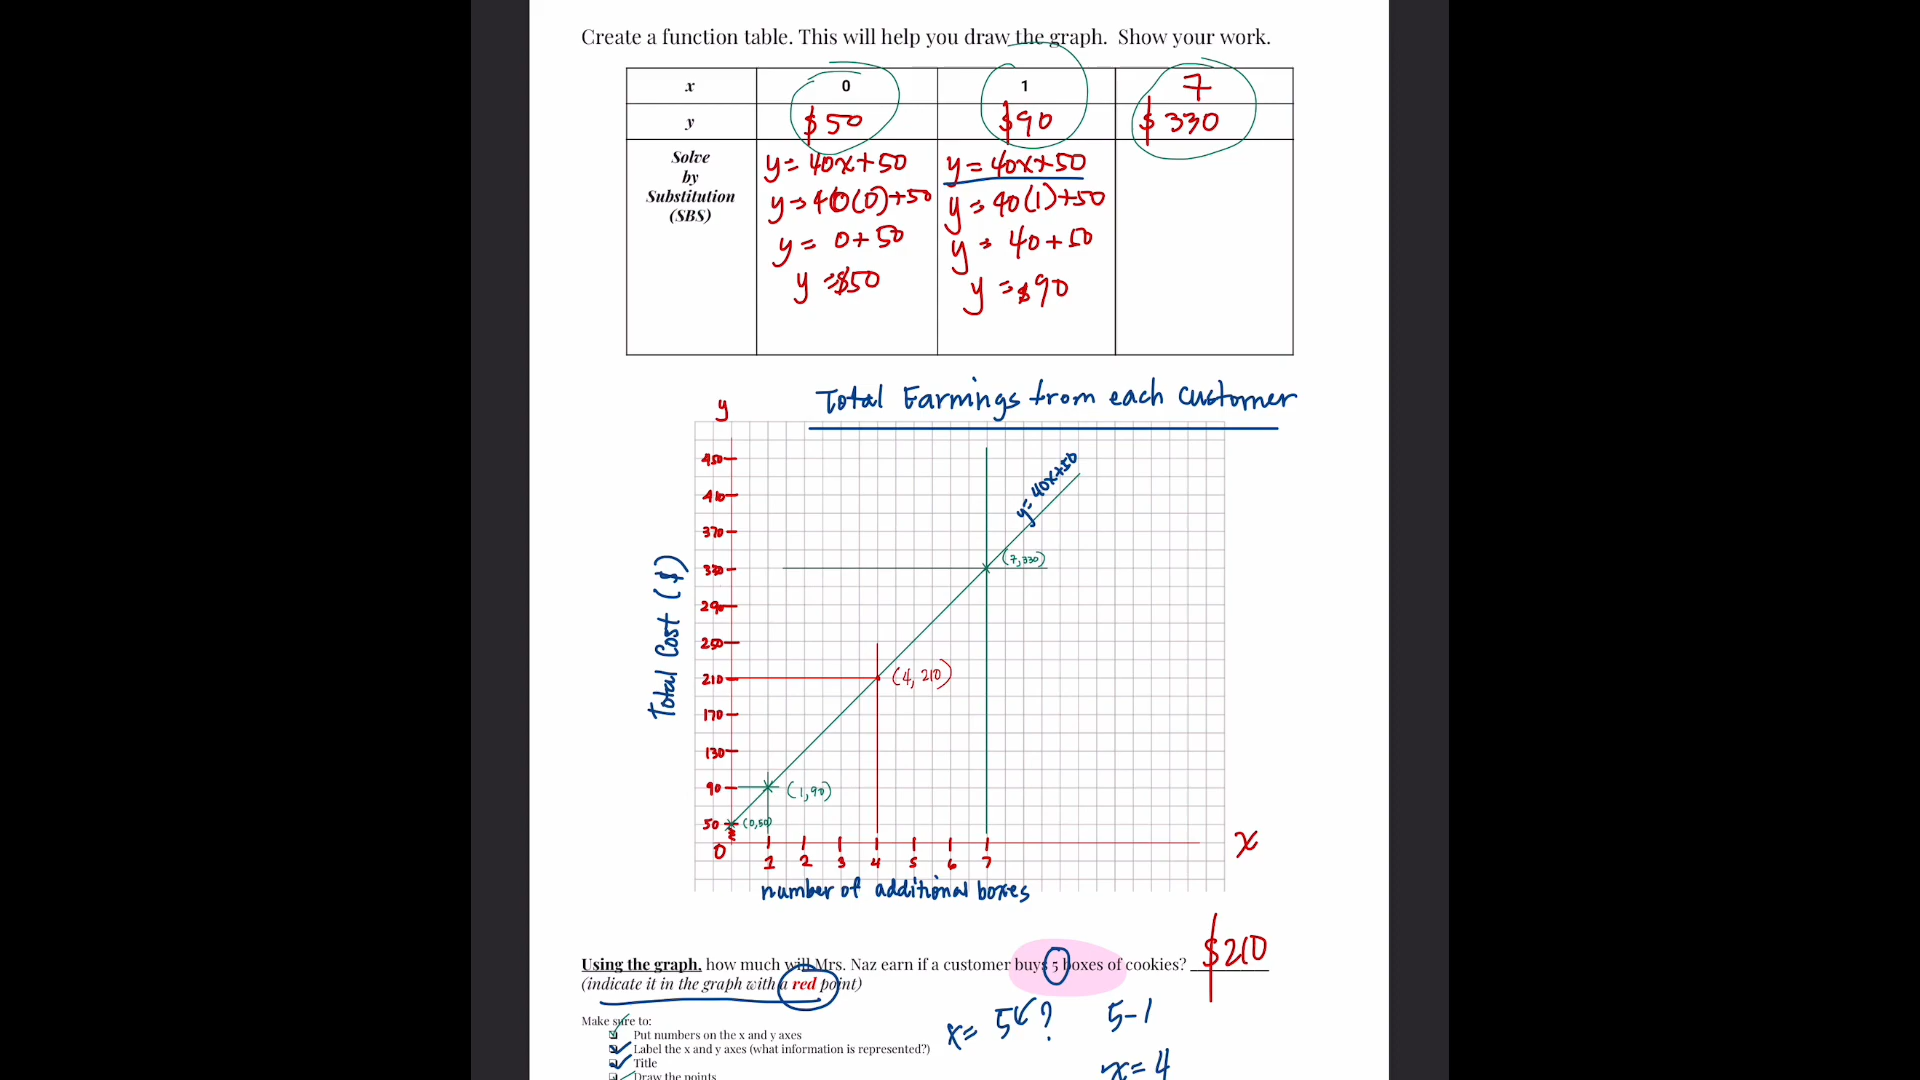 Create a function table. This will help you draw the graph. Show your work.
x 0 1 7
y $50 $90 $330
Solve
by
Substitution
(SBS)
y = 40x+50
y = 40(0)+50
y = 0+50
y = $50
y = 40x+50
y = 40(1)+50
y = 40+50
y = $90
Total Earnings from each customer
y
Total Cost ($)
450
410
370
330
290
250
210
170
130
90
50
0
y= 40x+50
(7,330)
(4, 210)
(1,90)
(0,50)
x
1 2 3 4 5 6 7
number of additional boxes
Using the graph, how much will Mrs. Naz earn if a customer buys 5 boxes of cookies? $210
(indicate it in the graph with a red point)
x= 5 ?
5-1
x= 4
Make sure to:
Put numbers on the x and y axes
Label the x and y axes (what information is represented?)
Title
Draw the points